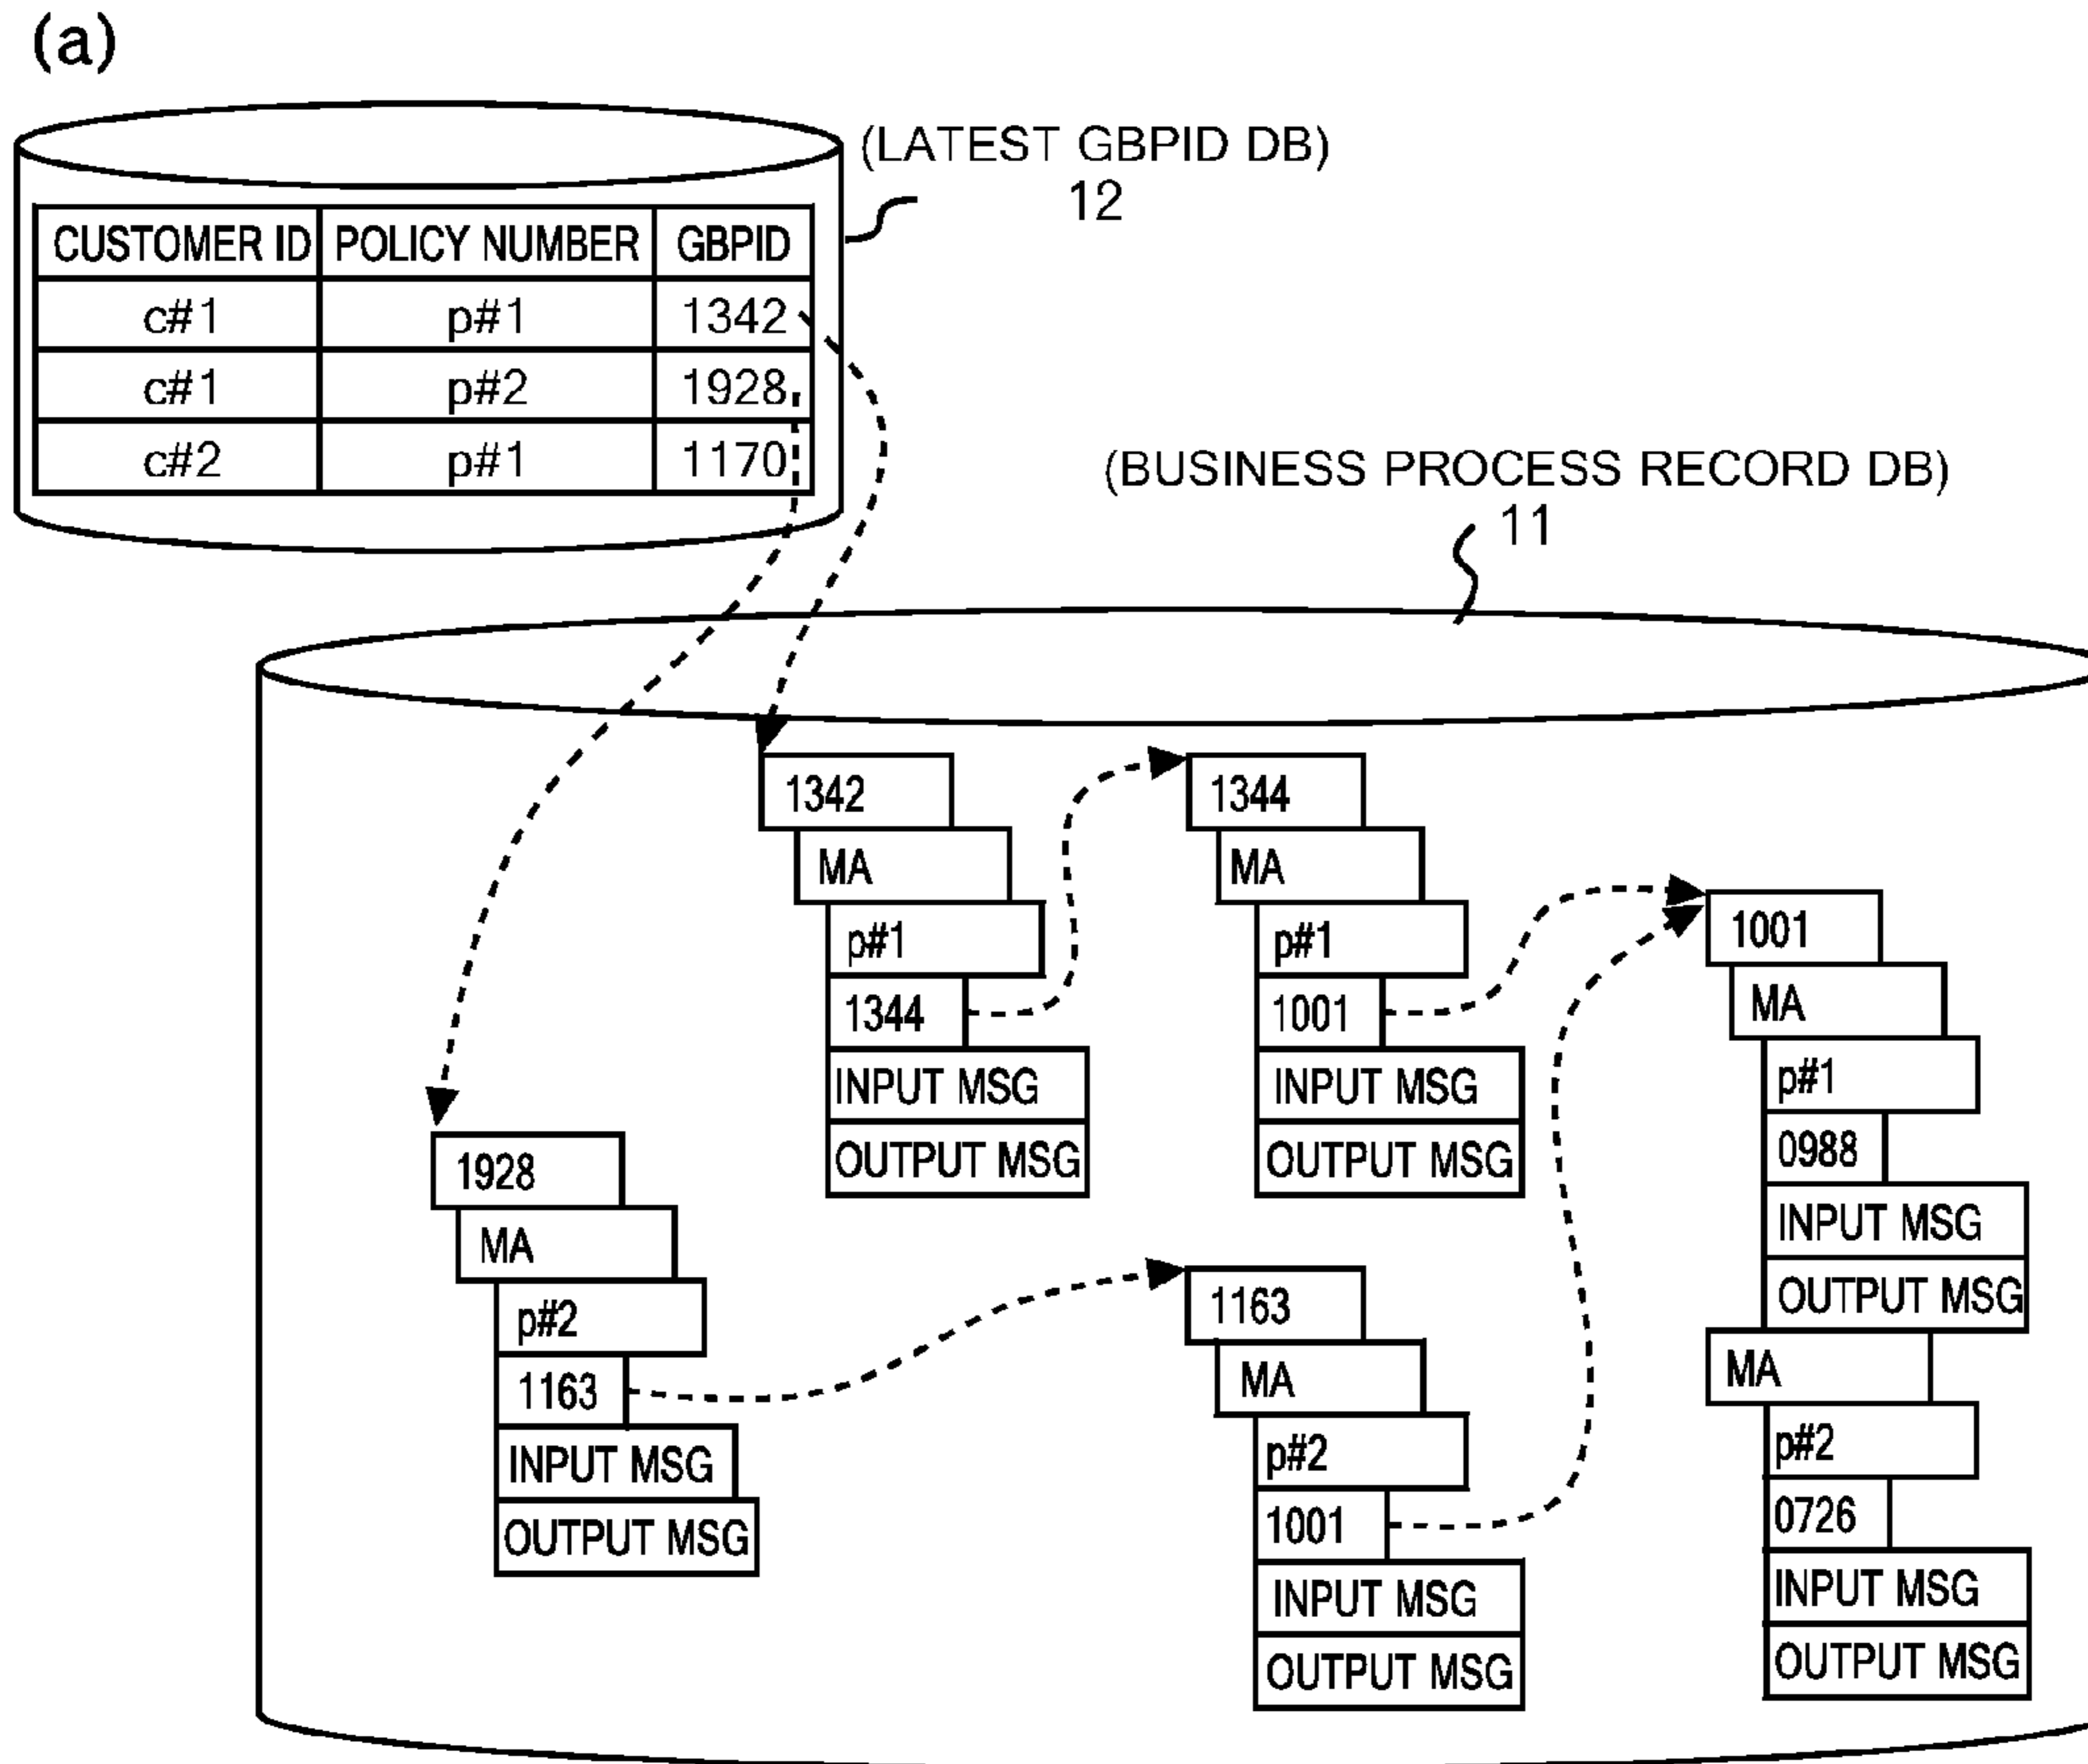 (a)
(LATEST GBPID DB)
12
CUSTOMER ID POLICY NUMBER GBPID
c#1 p#1 1342
c#1 p#2 1928
c#2 p#1 1170
(BUSINESS PROCESS RECORD DB)
11
1342
MA
p#1
1344
INPUT MSG
OUTPUT MSG
1344
MA
p#1
1001
INPUT MSG
OUTPUT MSG
1001
MA
p#1
0988
INPUT MSG
OUTPUT MSG
MA
p#2
0726
INPUT MSG
OUTPUT MSG
1928
MA
p#2
1163
INPUT MSG
OUTPUT MSG
1163
MA
p#2
1001
INPUT MSG
OUTPUT MSG